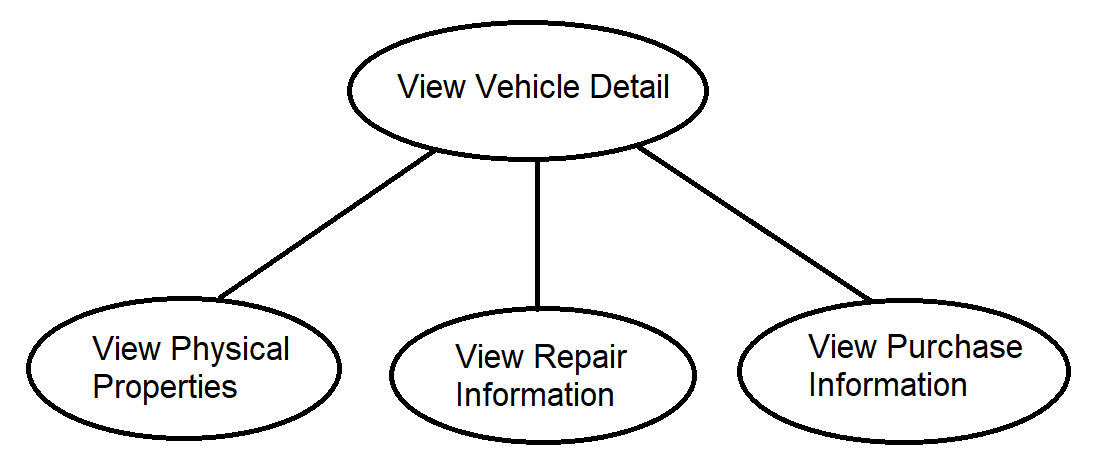 View Vehicle Detail
View Physical
Properties
View Repair
Information
View Purchase
Information